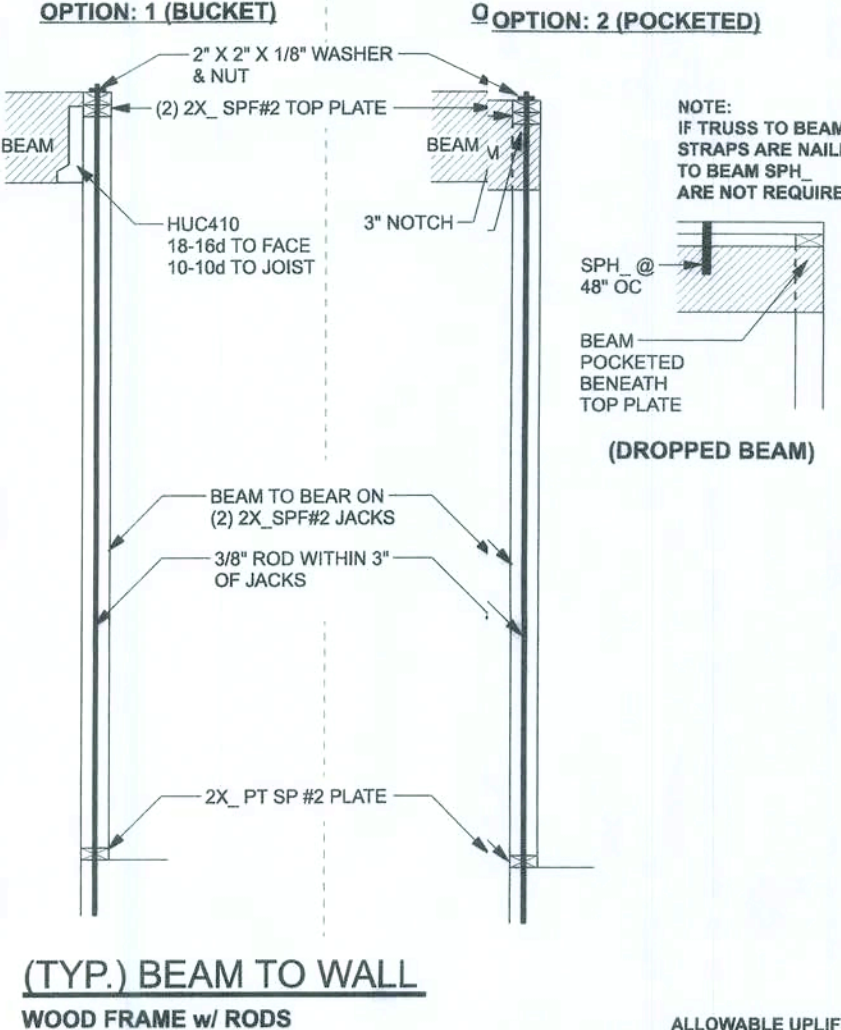 OPTION: 1 (BUCKET)
O OPTION: 2 (POCKETED)
2" X 2" X 1/8" WASHER
& NUT
(2) 2X_ SPF#2 TOP PLATE
BEAM
BEAM M
HUC410
18-16d TO FACE
10-10d TO JOIST
3" NOTCH
NOTE:
IF TRUSS TO BEAM
STRAPS ARE NAIL
TO BEAM SPH_
ARE NOT REQUIRE
SPH_ @
48" OC
BEAM
POCKETED
BENEATH
TOP PLATE
(DROPPED BEAM)
BEAM TO BEAR ON
(2) 2X_SPF#2 JACKS
3/8" ROD WITHIN 3"
OF JACKS
2X_ PT SP #2 PLATE
(TYP.) BEAM TO WALL
WOOD FRAME w/ RODS
ALLOWABLE UPLIF